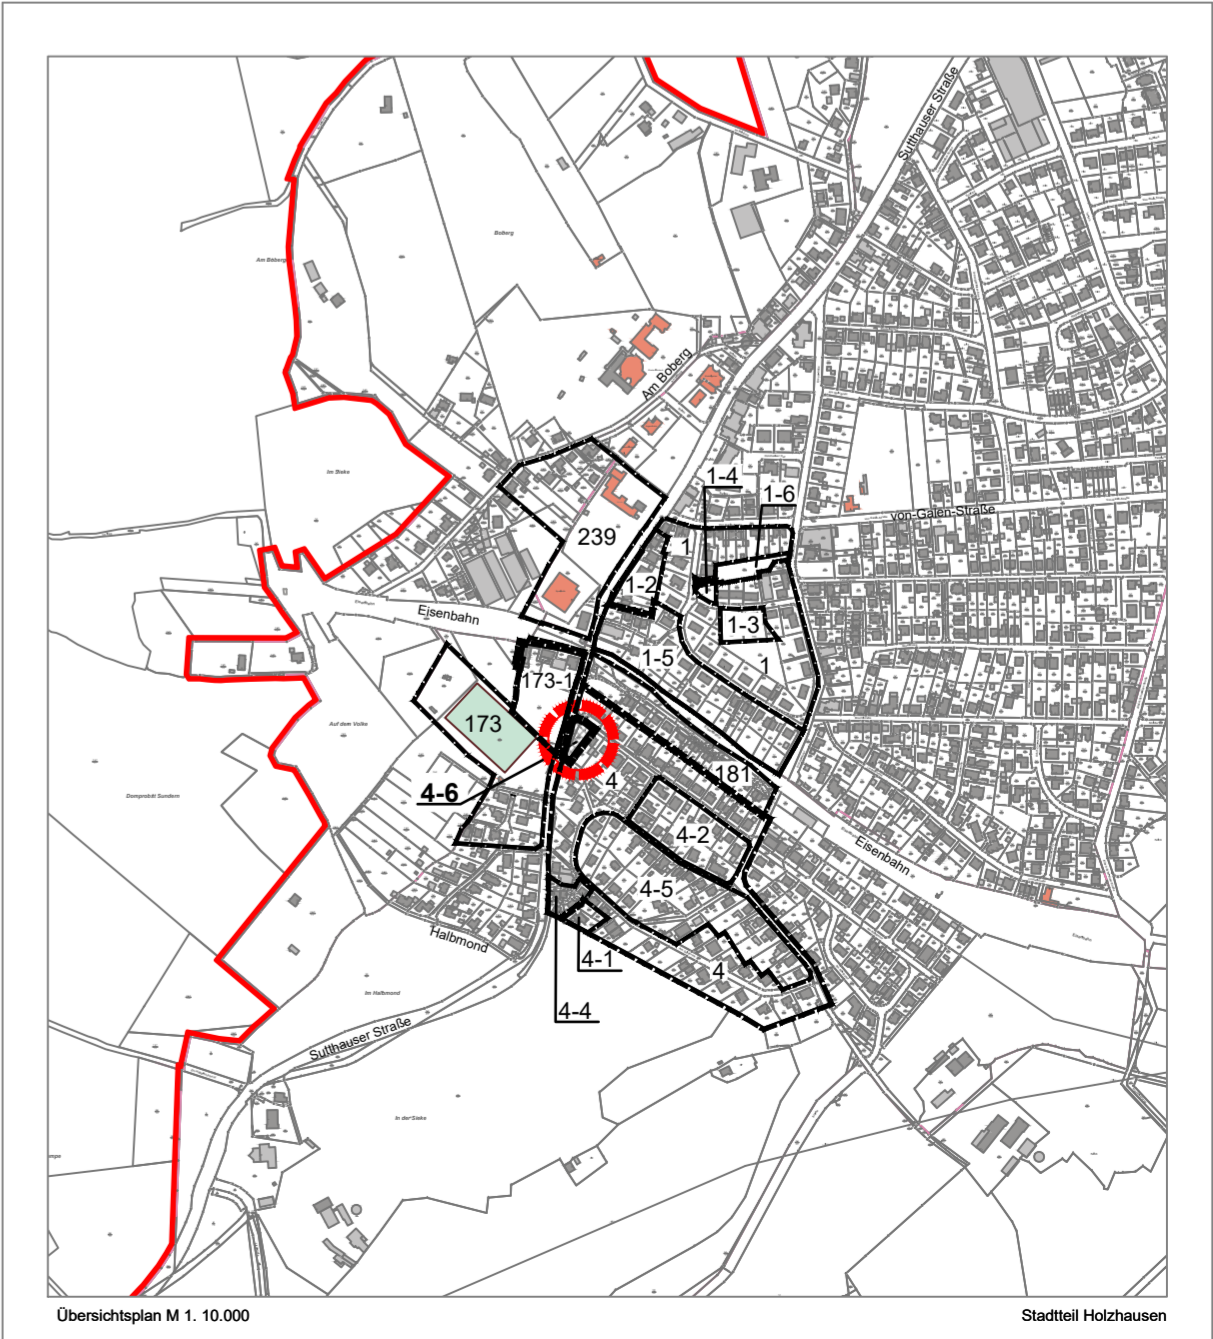 Sutthauser Straße
Boberg
Am Boberg
Am Boberg
Im Sieke
1-4
1-6
von-Galen-Straße
239
1
1-2
Eisenbahn
1-3
1-5
1
173-1
173
Auf dem Volke
181
4
4-6
Domprobstl Sundern
4-2
Eisenbahn
4-5
Halbmond
4-1
4
4-4
Im Halbmond
Sutthauser Straße
In der Sieke
Übersichtsplan M 1. 10.000
Stadtteil Holzhausen